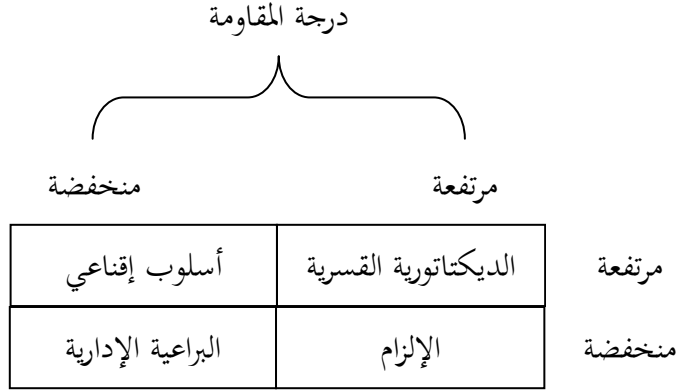 درجة المقاومة
مرتفعة منخفضة
مرتفعة الديكتاتورية القسرية أسلوب إقناعي
منخفضة الإلزام البراعية الإدارية